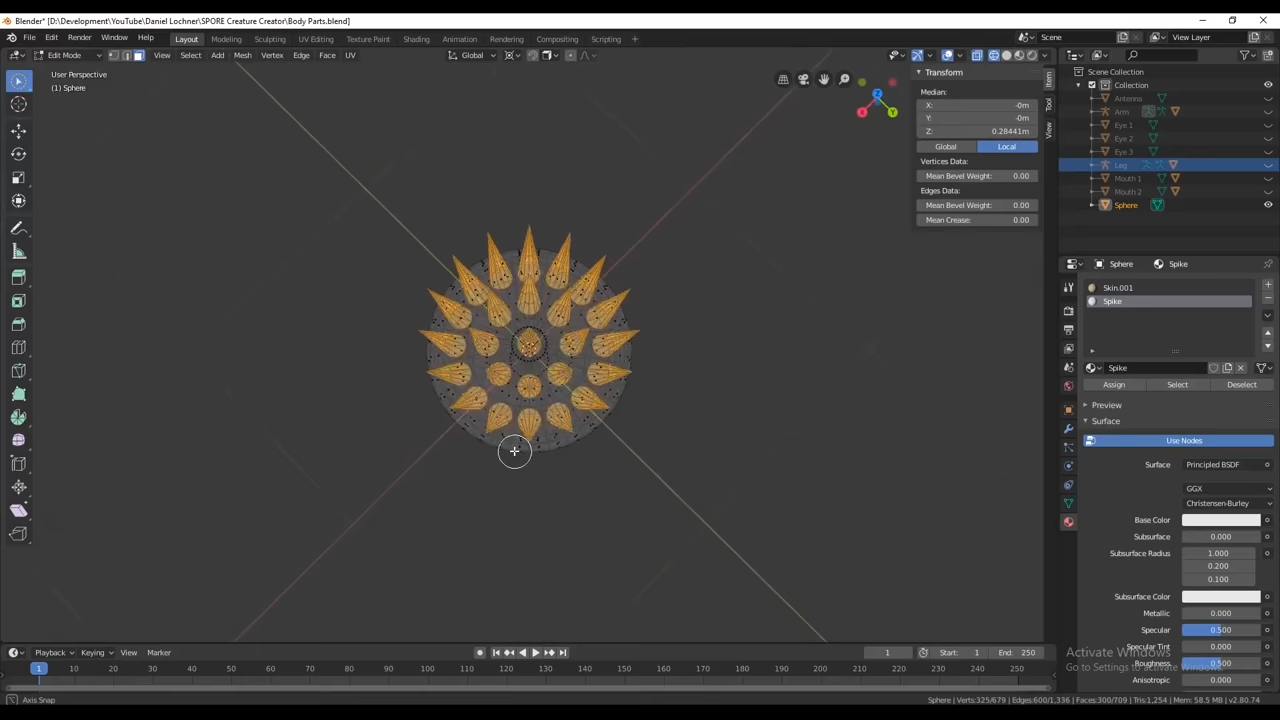 Blender* [D:\Development\YouTube\Daniel Lochner\SPORE Creature Creator\Body Parts.blend]
File Edit Render Window Help Layout Modeling Sculpting UV Editing Texture Paint Shading Animation Rendering Compositing Scripting + Scene View Layer
Edit Mode View Select Add Mesh Vertex Edge Face UV Global
User Perspective
(1) Sphere
Transform
Median:
X: -0m
Y: -0m
Z: 0.28441m
Global Local
Vertices Data:
Mean Bevel Weight: 0.00
Edges Data:
Mean Bevel Weight: 0.00
Mean Crease: 0.00
Item
Tool
View
X
Y
Z
Scene Collection
Collection
Antenna
Arm
Eye 1
Eye 2
Eye 3
Leg
Mouth 1
Mouth 2
Sphere
Sphere Spike
Skin.001
Spike
Spike
Assign Select Deselect
Preview
Surface
Use Nodes
Surface Principled BSDF
GGX
Christensen-Burley
Base Color
Subsurface 0.000
Subsurface Radius 1.000
0.200
0.100
Subsurface Color
Metallic 0.000
Specular 0.500
Specular Tint 0.000
Roughness 0.500
Anisotropic 0.000
Activate Windows
Go to Settings to activate Windows.
Playback Keying View Marker 1 Start: 1 End: 250
1 10 20 30 40 50 60 70 80 90 100 110 120 130 140 150 160 170 180 190 200 210 220 230 240 250
Axis Snap
Sphere | Verts:325/679 | Edges:600/1,336 | Faces:300/709 | Tris:1,254 | Mem: 58.5 MB | v2.80.74